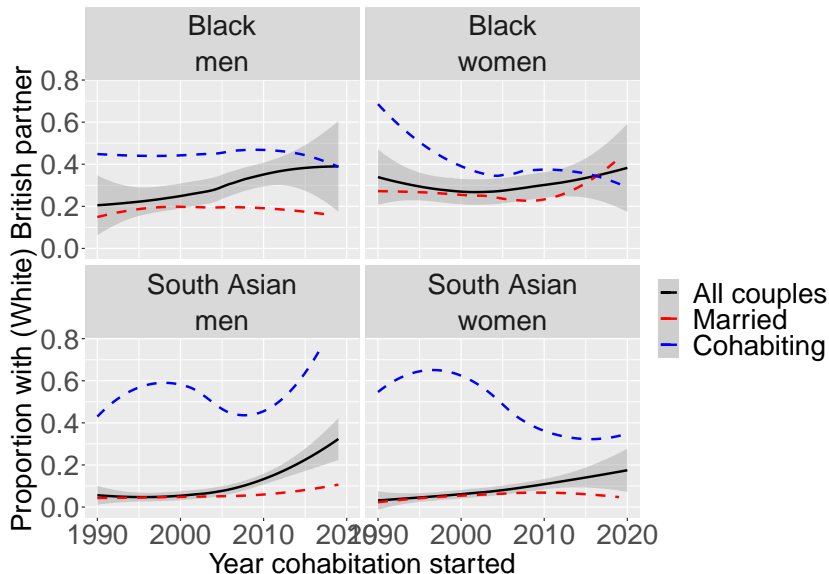 Black
men
Black
women
0.8
0.6
0.4
0.2
0.0
South Asian
men
South Asian
women
0.8
0.6
0.4
0.2
0.0
1990
2000
2010
2020
1990
2000
2010
2020
Proportion with (White) British partner
Year cohabitation started
All couples
Married
Cohabiting